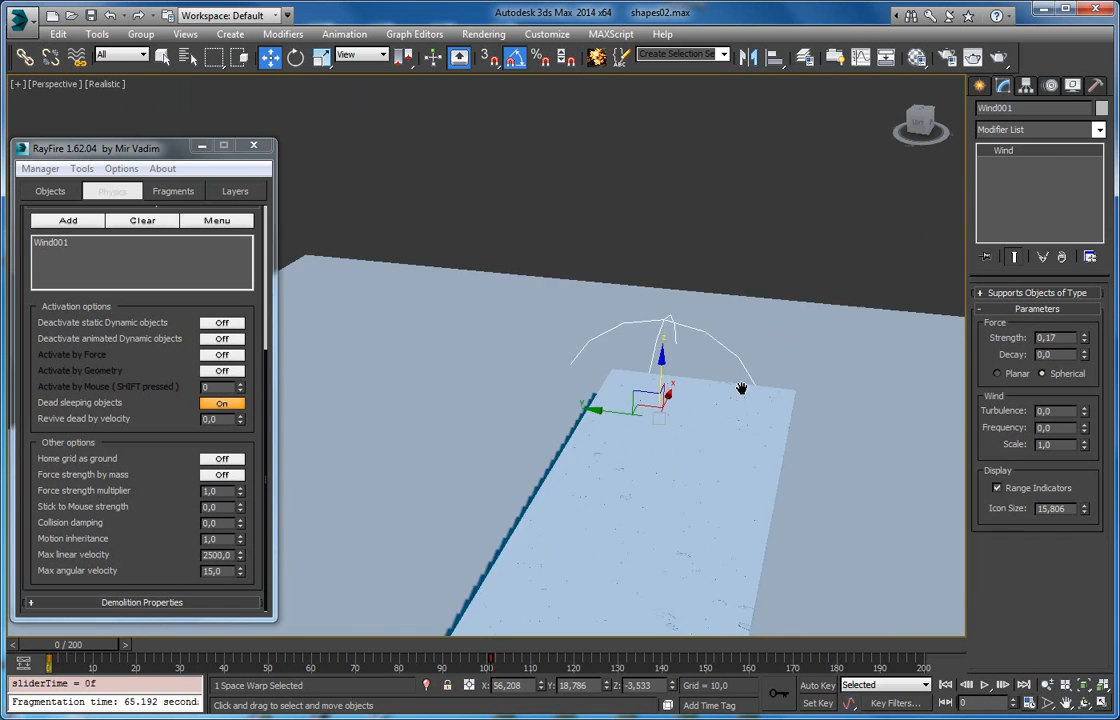 Workspace: Default
Autodesk 3ds Max 2014 x64 shapes02.max
Edit Tools Group Views Create Modifiers Animation Graph Editors Rendering Customize MAXScript Help
All View Create Selection Se
[+] [Perspective] [Realistic]
RayFire 1.62.04 by Mir Vadim
Manager Tools Options About
Objects Physics Fragments Layers
Add Clear Menu
Wind001
Activation options
Deactivate static Dynamic objects Off
Deactivate animated Dynamic objects Off
Activate by Force Off
Activate by Geometry Off
Activate by Mouse ( SHIFT pressed ) 0
Dead sleeping objects On
Revive dead by velocity 0,0
Other options
Home grid as ground Off
Force strength by mass Off
Force strength multiplier 1,0
Stick to Mouse strength 0,0
Collision damping 0,0
Motion inheritance 1,0
Max linear velocity 2500,0
Max angular velocity 15,0
+ Demolition Properties
z
x
y
Wind001
Modifier List
Wind
+ Supports Objects of Type
- Parameters
Force
Strength: 0,17
Decay: 0,0
Planar Spherical
Wind
Turbulence: 0,0
Frequency: 0,0
Scale: 1,0
Display
Range Indicators
Icon Size: 15,806
0 / 200
0 10 20 30 40 50 60 70 80 90 100 110 120 130 140 150 160 170 180 190 200
sliderTime = 0f
Fragmentation time: 65.192 second
1 Space Warp Selected X: 56,208 Y: 18,786 Z: -3,533 Grid = 10,0 Auto Key Selected
Click and drag to select and move objects Add Time Tag Set Key Key Filters... 0